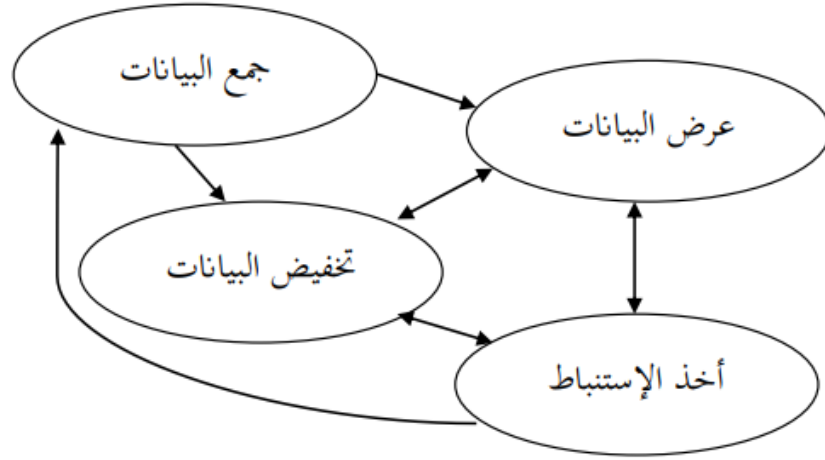 جمع البيانات
عرض البيانات
تخفيض البيانات
أخذ الإستنباط